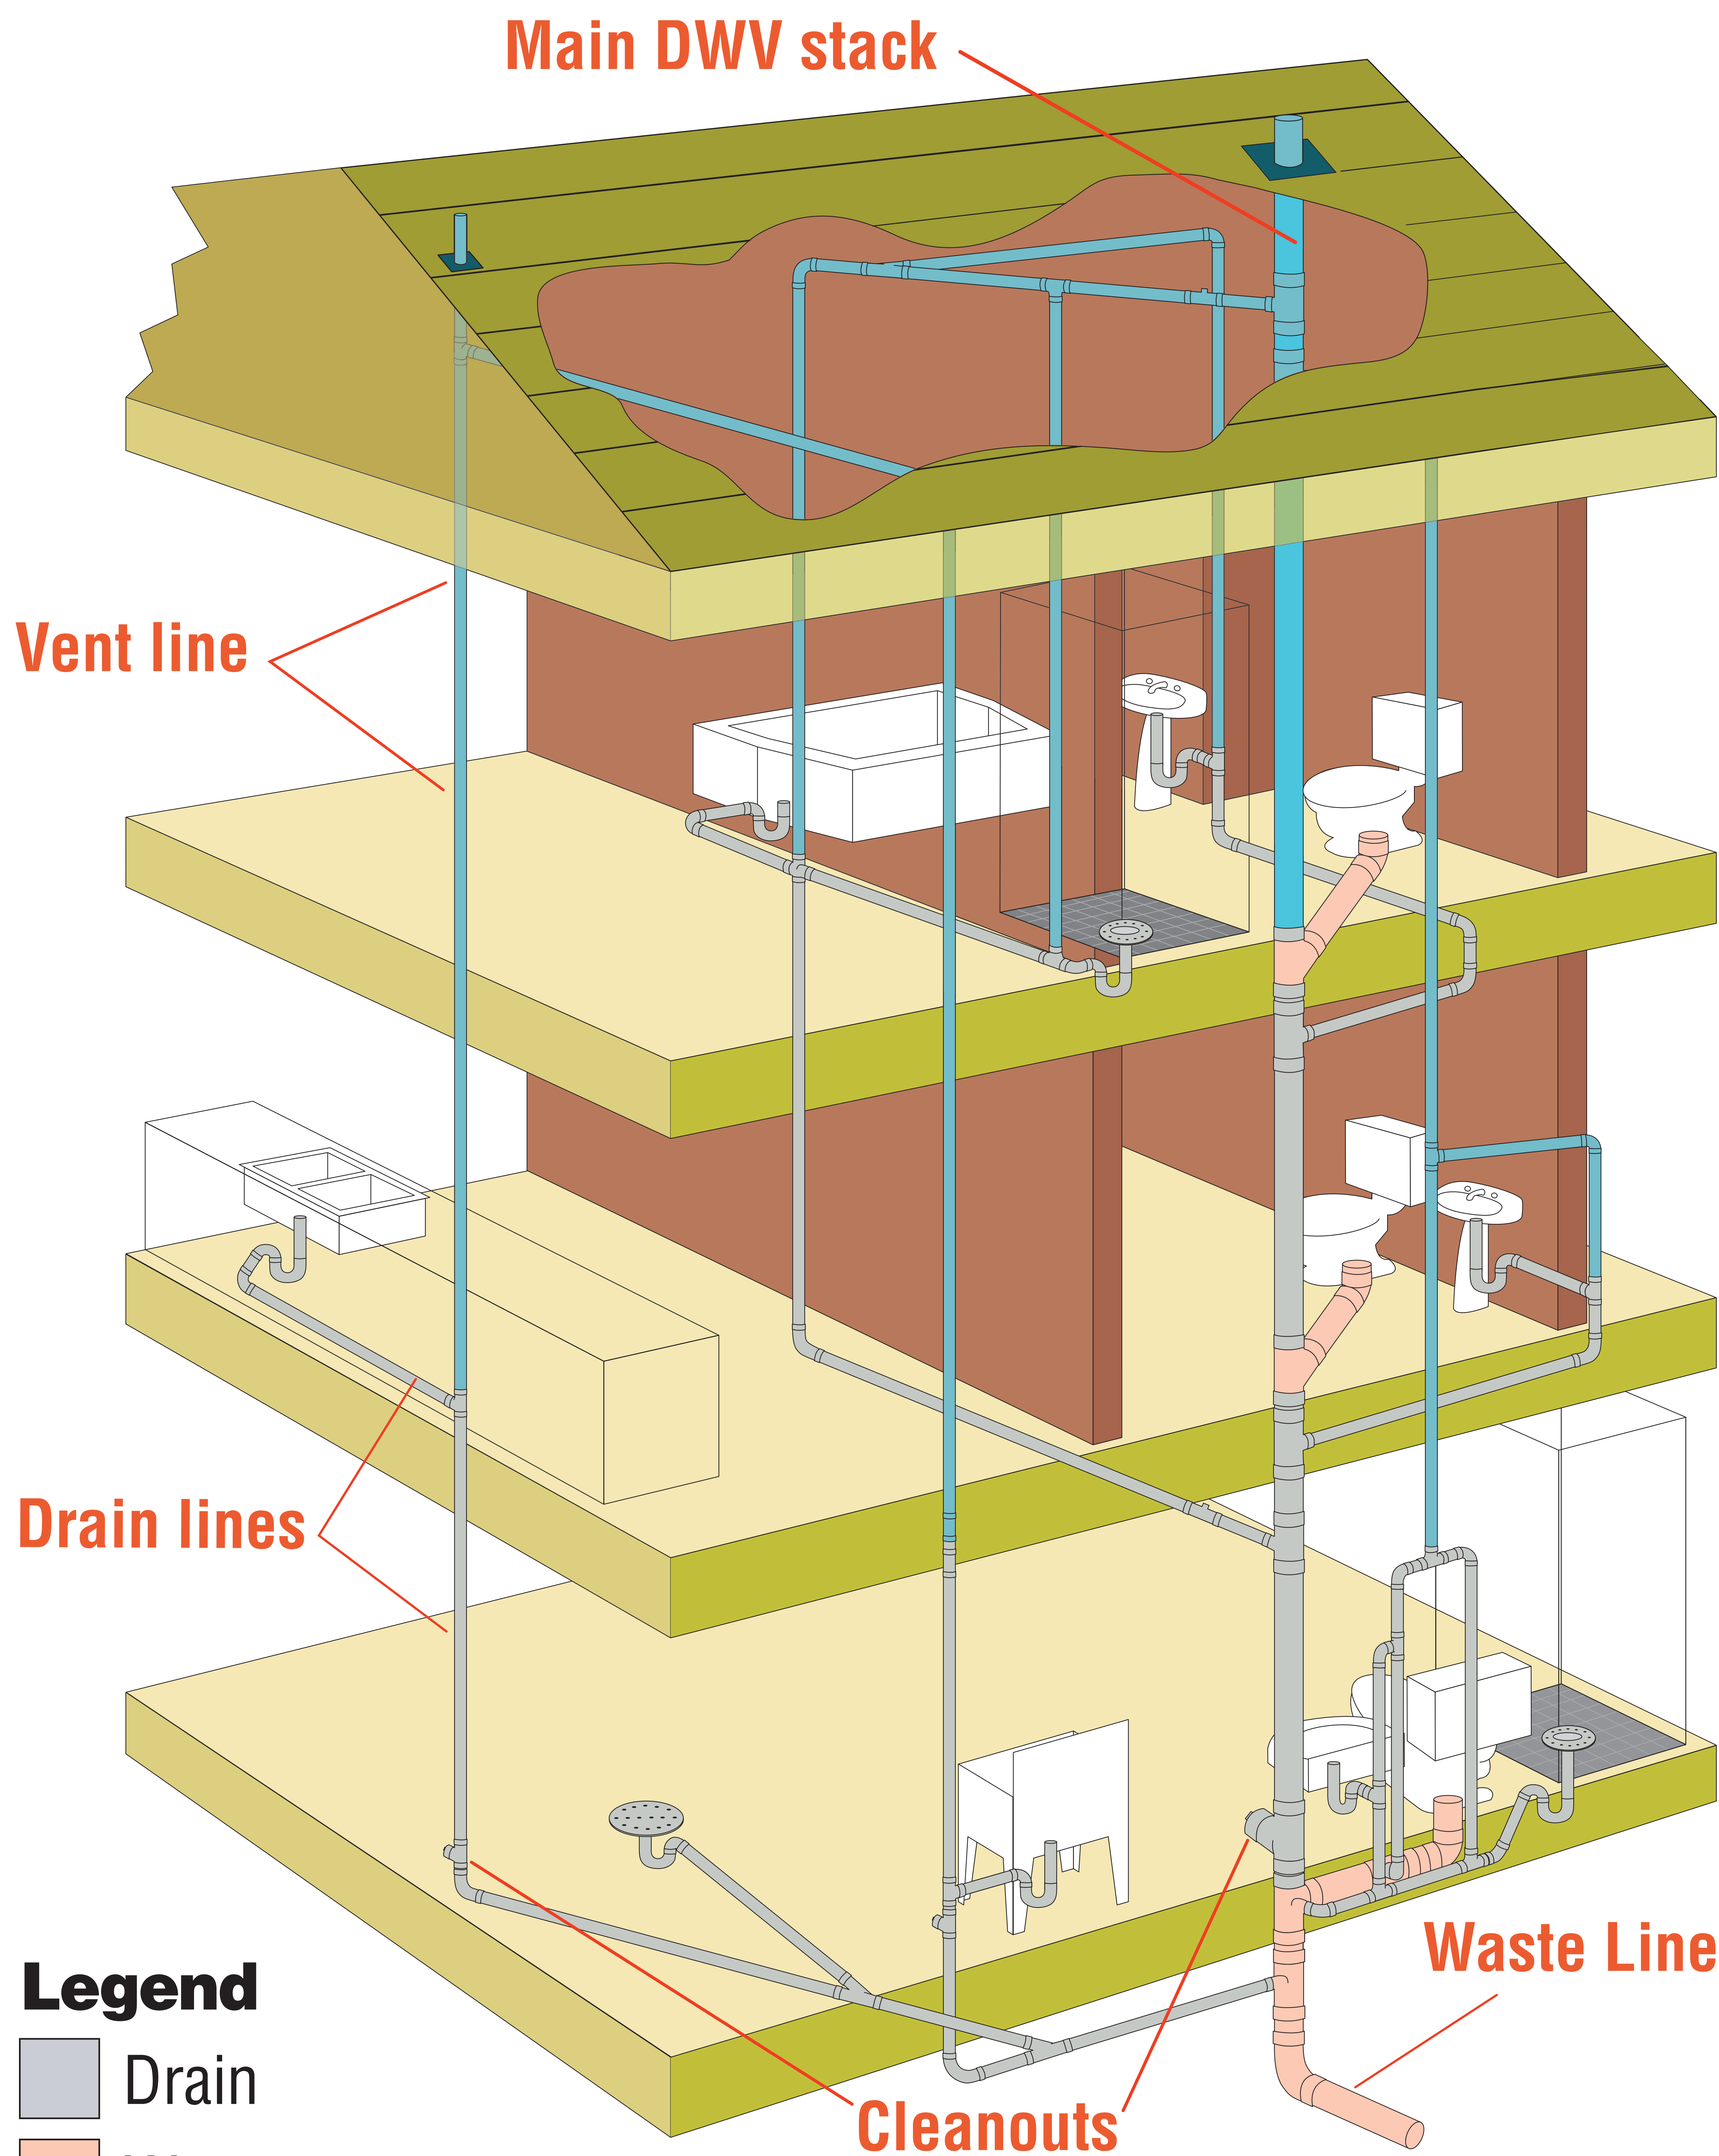 Main DWV stack
Vent line
Drain lines
Waste Line
Legend
Drain
Cleanouts